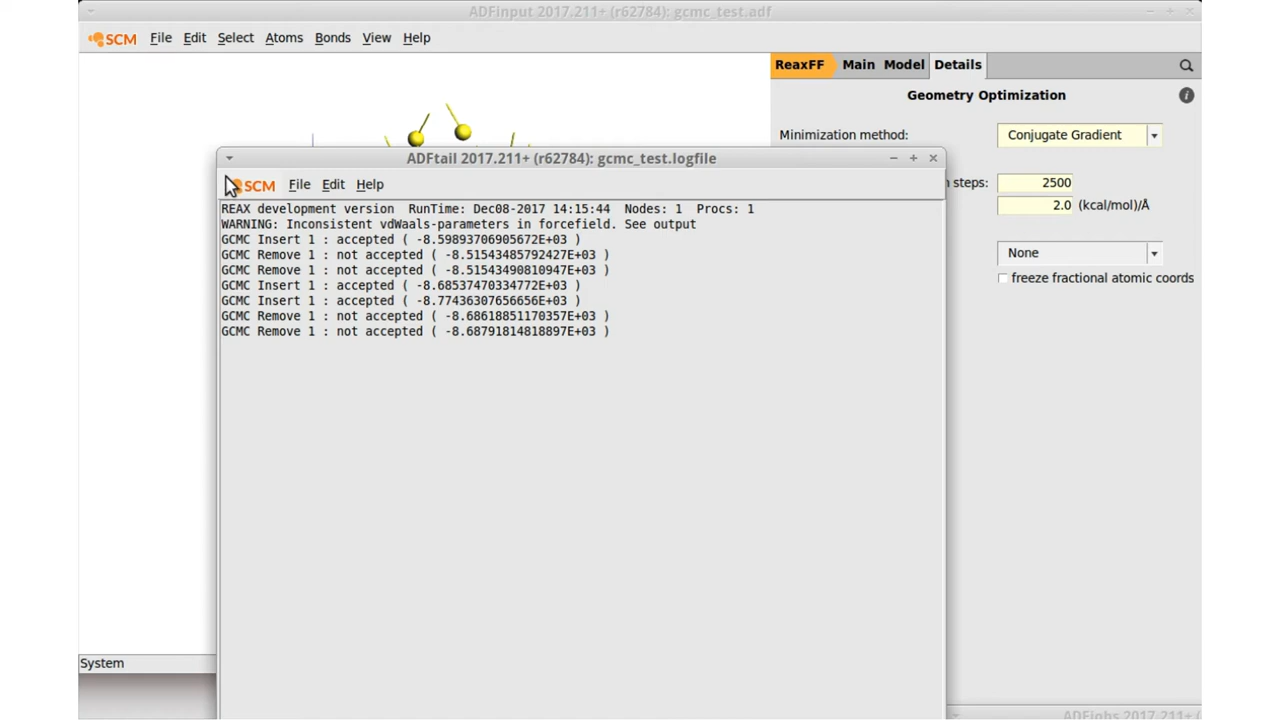 ADFinput 2017.211+ (r62784): gcmc_test.adf
SCM File Edit Select Atoms Bonds View Help
ReaxFF Main Model Details
Geometry Optimization
Minimization method: Conjugate Gradient
ADFtail 2017.211+ (r62784): gcmc_test.logfile
steps: 2500
2.0 (kcal/mol)/Å
None
freeze fractional atomic coords
SCM File Edit Help
REAX development version RunTime: Dec08-2017 14:15:44 Nodes: 1 Procs: 1
WARNING: Inconsistent vdWaals-parameters in forcefield. See output
GCMC Insert 1 : accepted ( -8.59893706905672E+03 )
GCMC Remove 1 : not accepted ( -8.51543485792427E+03 )
GCMC Remove 1 : not accepted ( -8.51543490810947E+03 )
GCMC Insert 1 : accepted ( -8.68537470334772E+03 )
GCMC Insert 1 : accepted ( -8.77436307656656E+03 )
GCMC Remove 1 : not accepted ( -8.68618851170357E+03 )
GCMC Remove 1 : not accepted ( -8.68791814818897E+03 )
System
ADFjobs 2017.211+ (